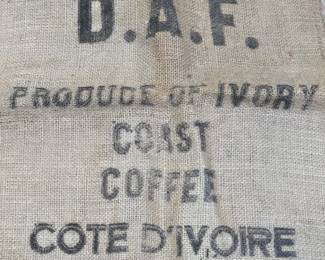 D.A.F.
PRODUCE OF IVORY
COAST
COFFEE
COTE D'IVOIRE